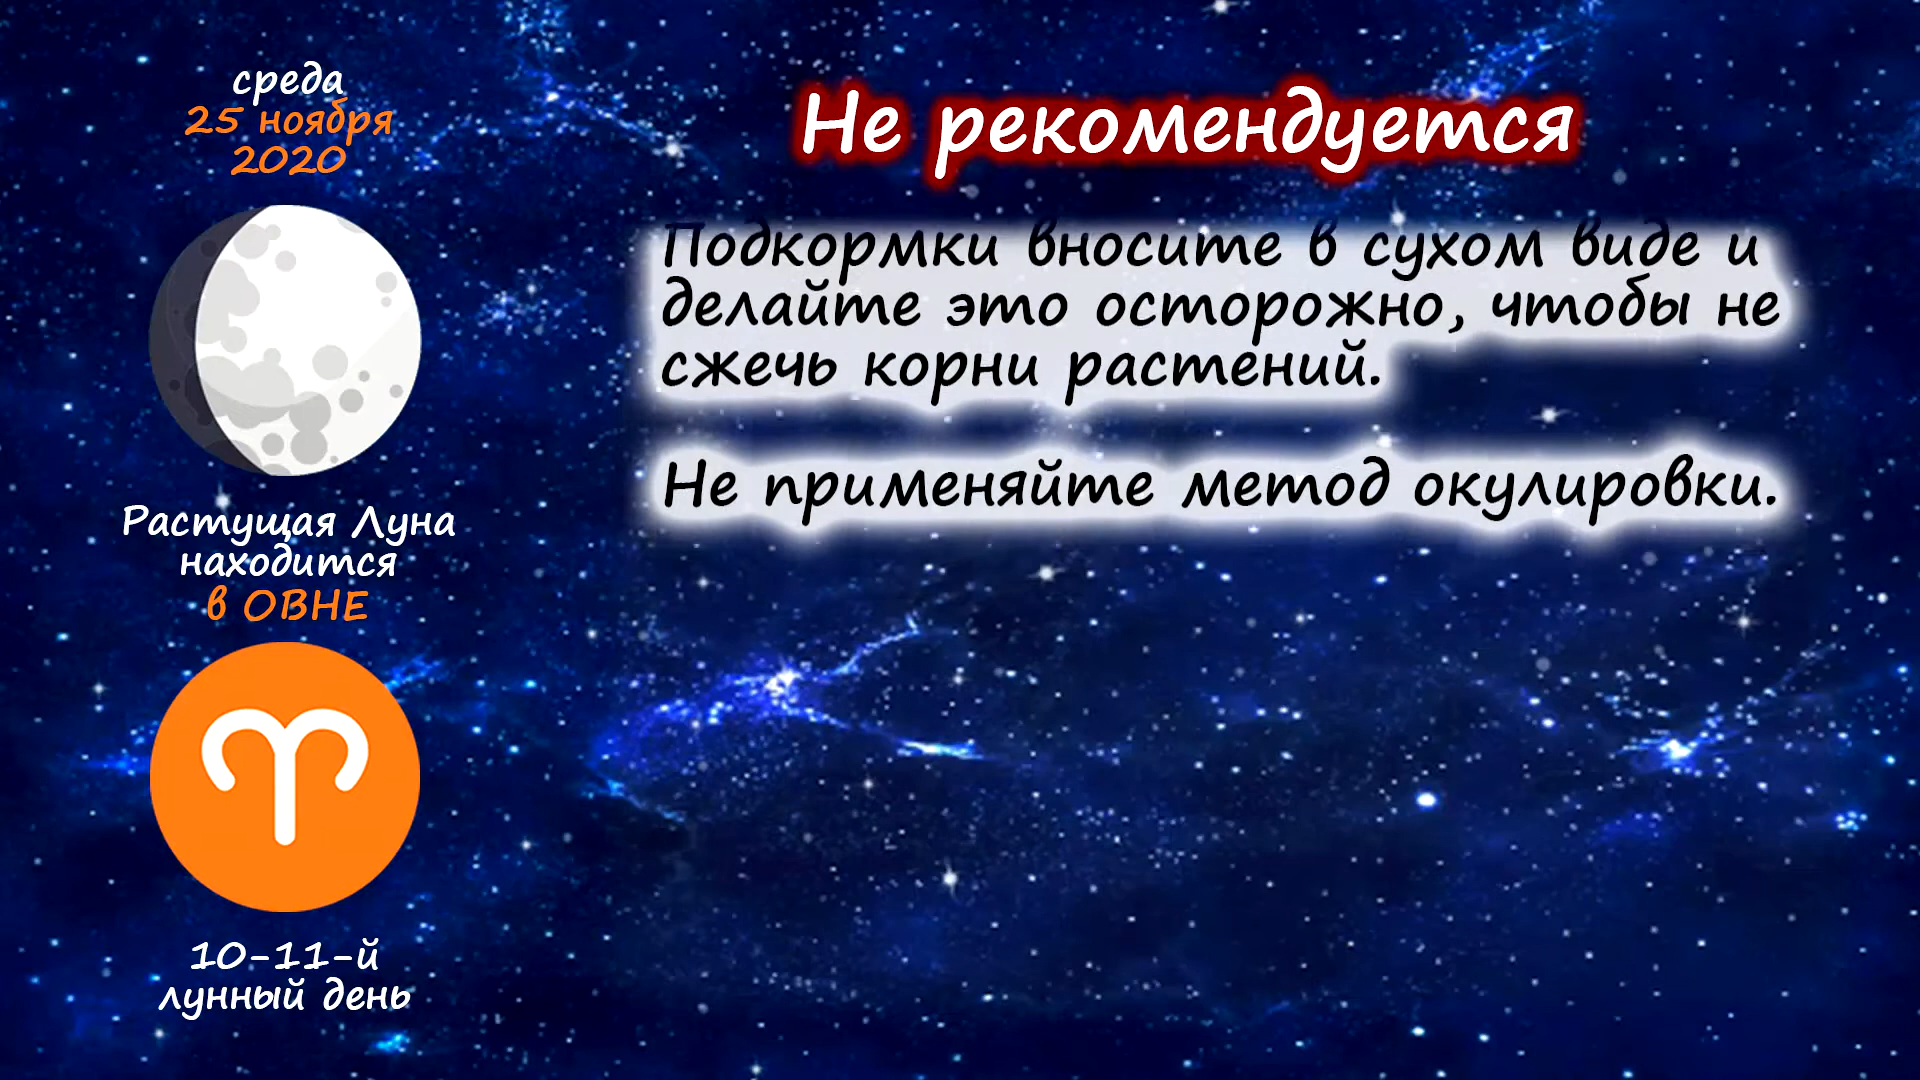 среда
25 ноября
2020
Растущая Луна
находится
в ОВНЕ
10-11-й
лунный день
Не рекомендуется
Подкормки вносите в сухом виде и
делайте это осторожно, чтобы не
сжечь корни растений.
Не применяйте метод окулировки.